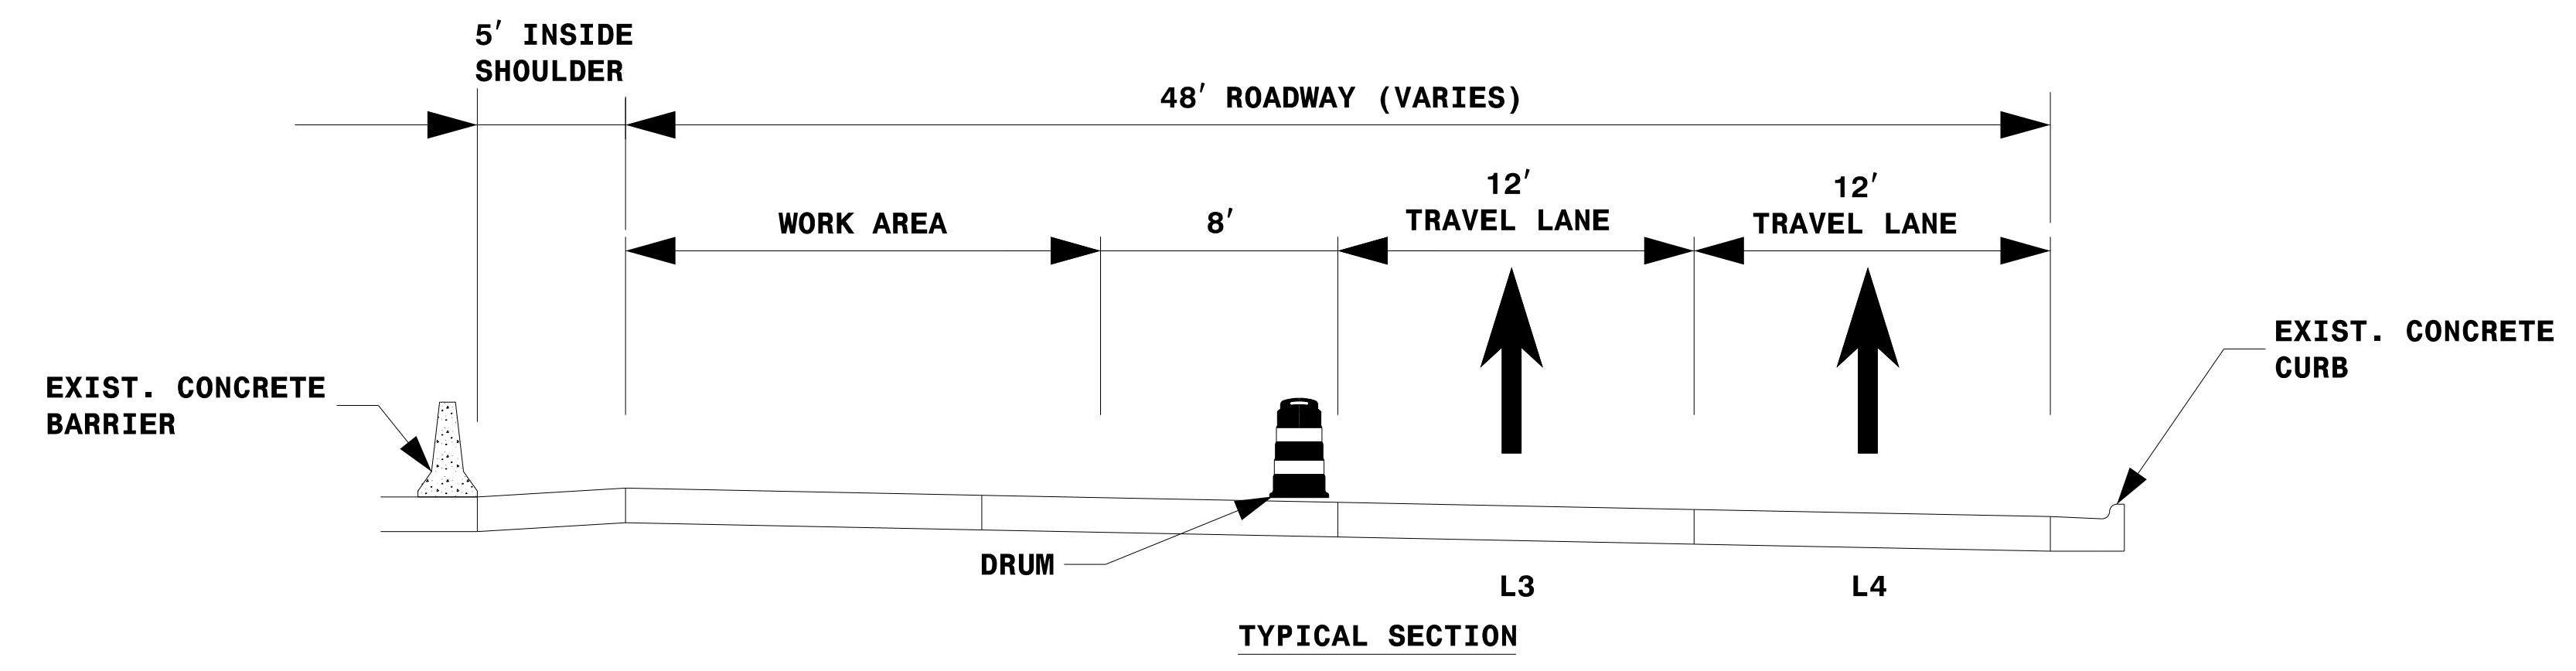 5' INSIDE
SHOULDER
48' ROADWAY (VARIES)
WORK AREA
8'
12'
TRAVEL LANE
12'
TRAVEL LANE
EXIST. CONCRETE
BARRIER
EXIST. CONCRETE
CURB
DRUM
L3
L4
TYPICAL SECTION